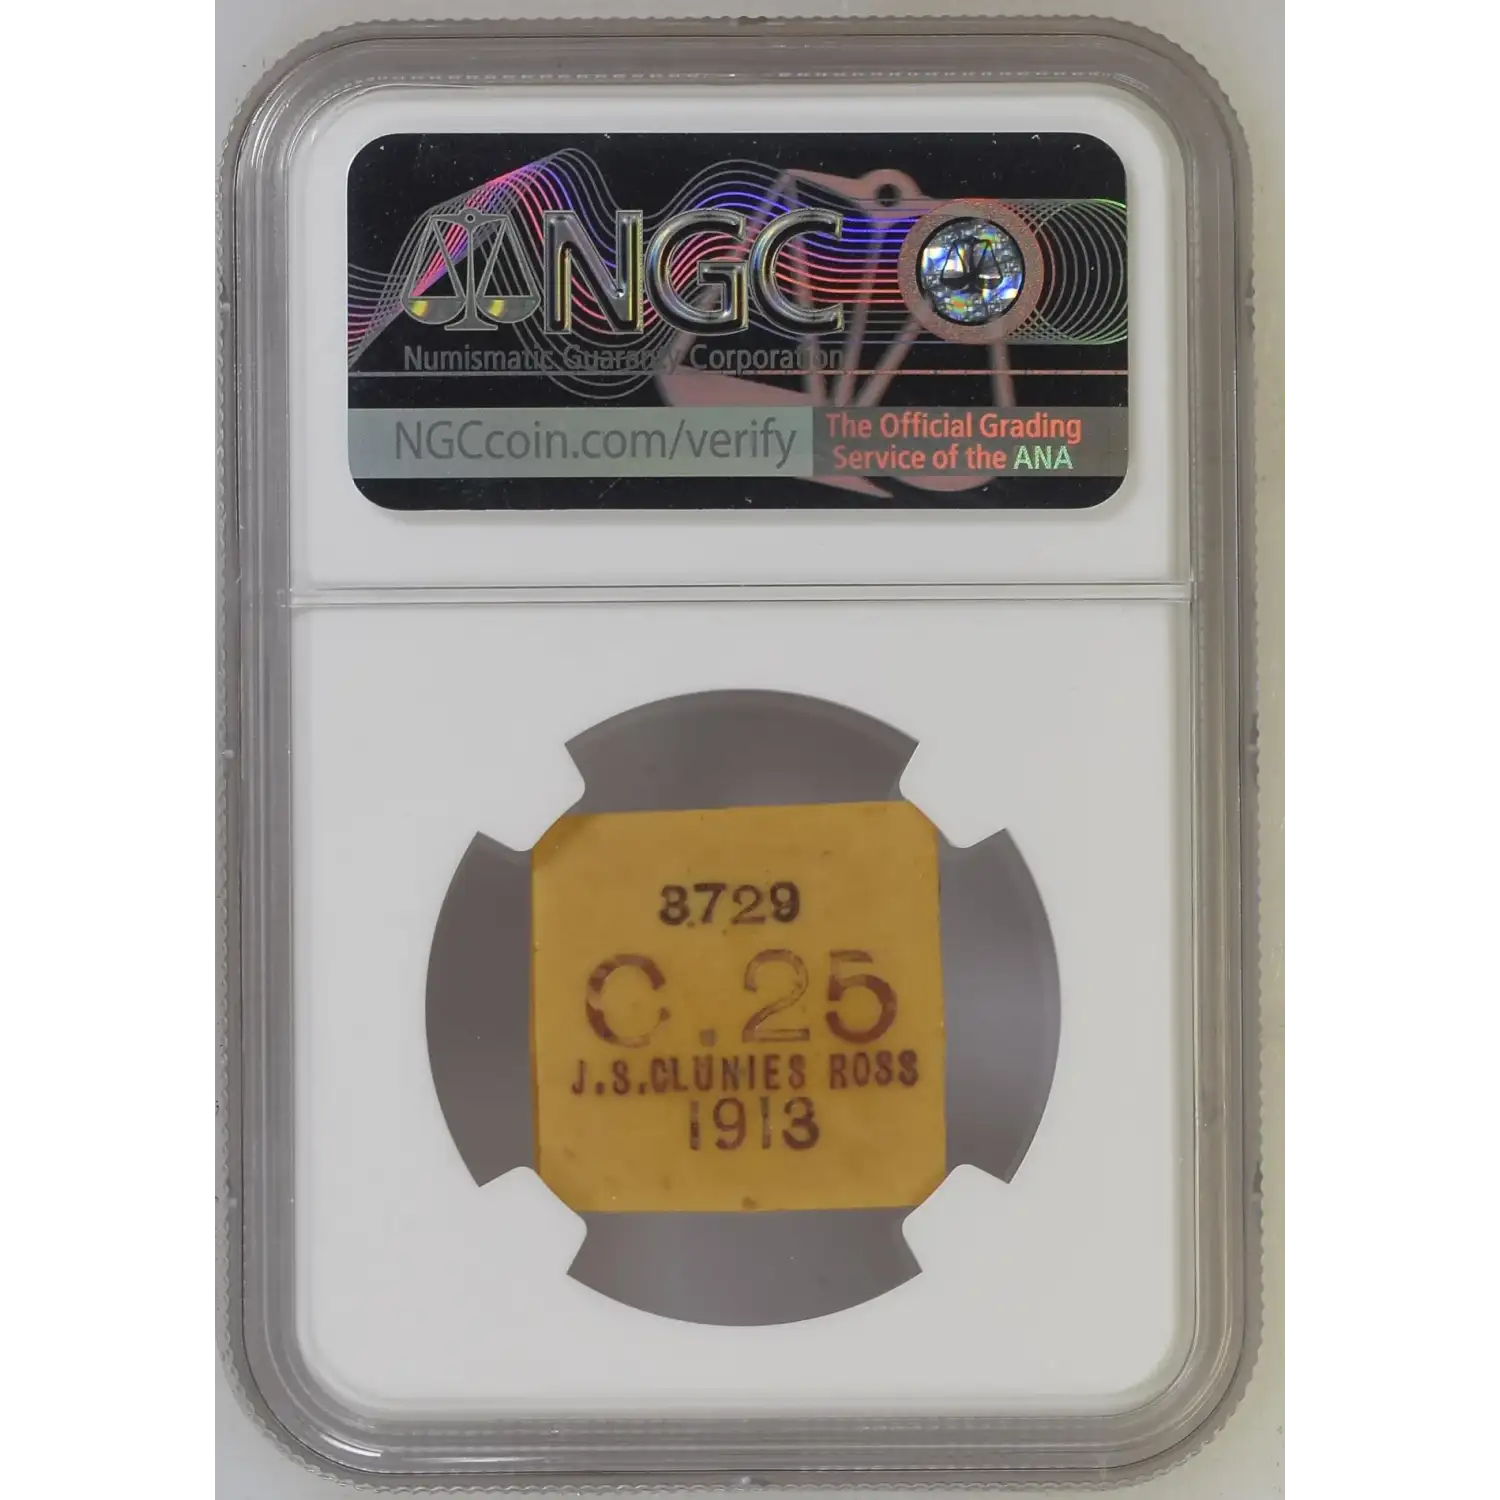 NGC
Numismatic Guaranty Corporation
NGCcoin.com/verify
The Official Grading
Service of the ANA
8729
C.25
J.S.CLUNIES ROSS
1913